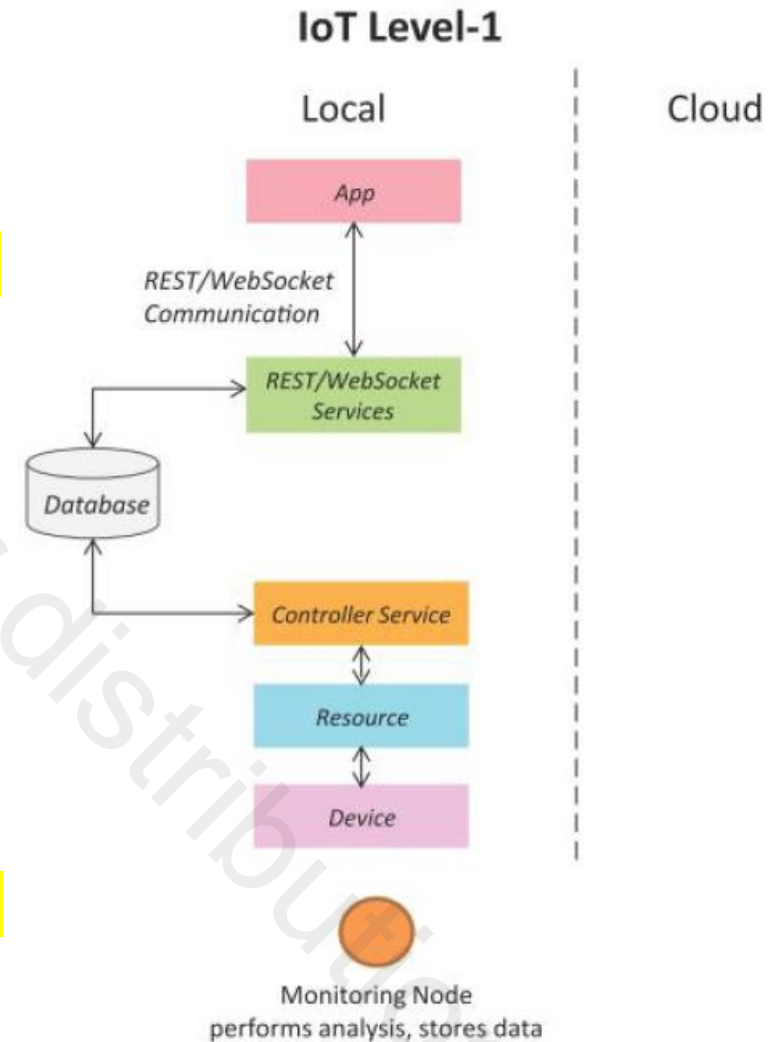 IoT Level-1
Local
Cloud
App
REST/WebSocket
Communication
REST/WebSocket
Services
Database
Controller Service
Resource
Device
Monitoring Node
performs analysis, stores data
distribution